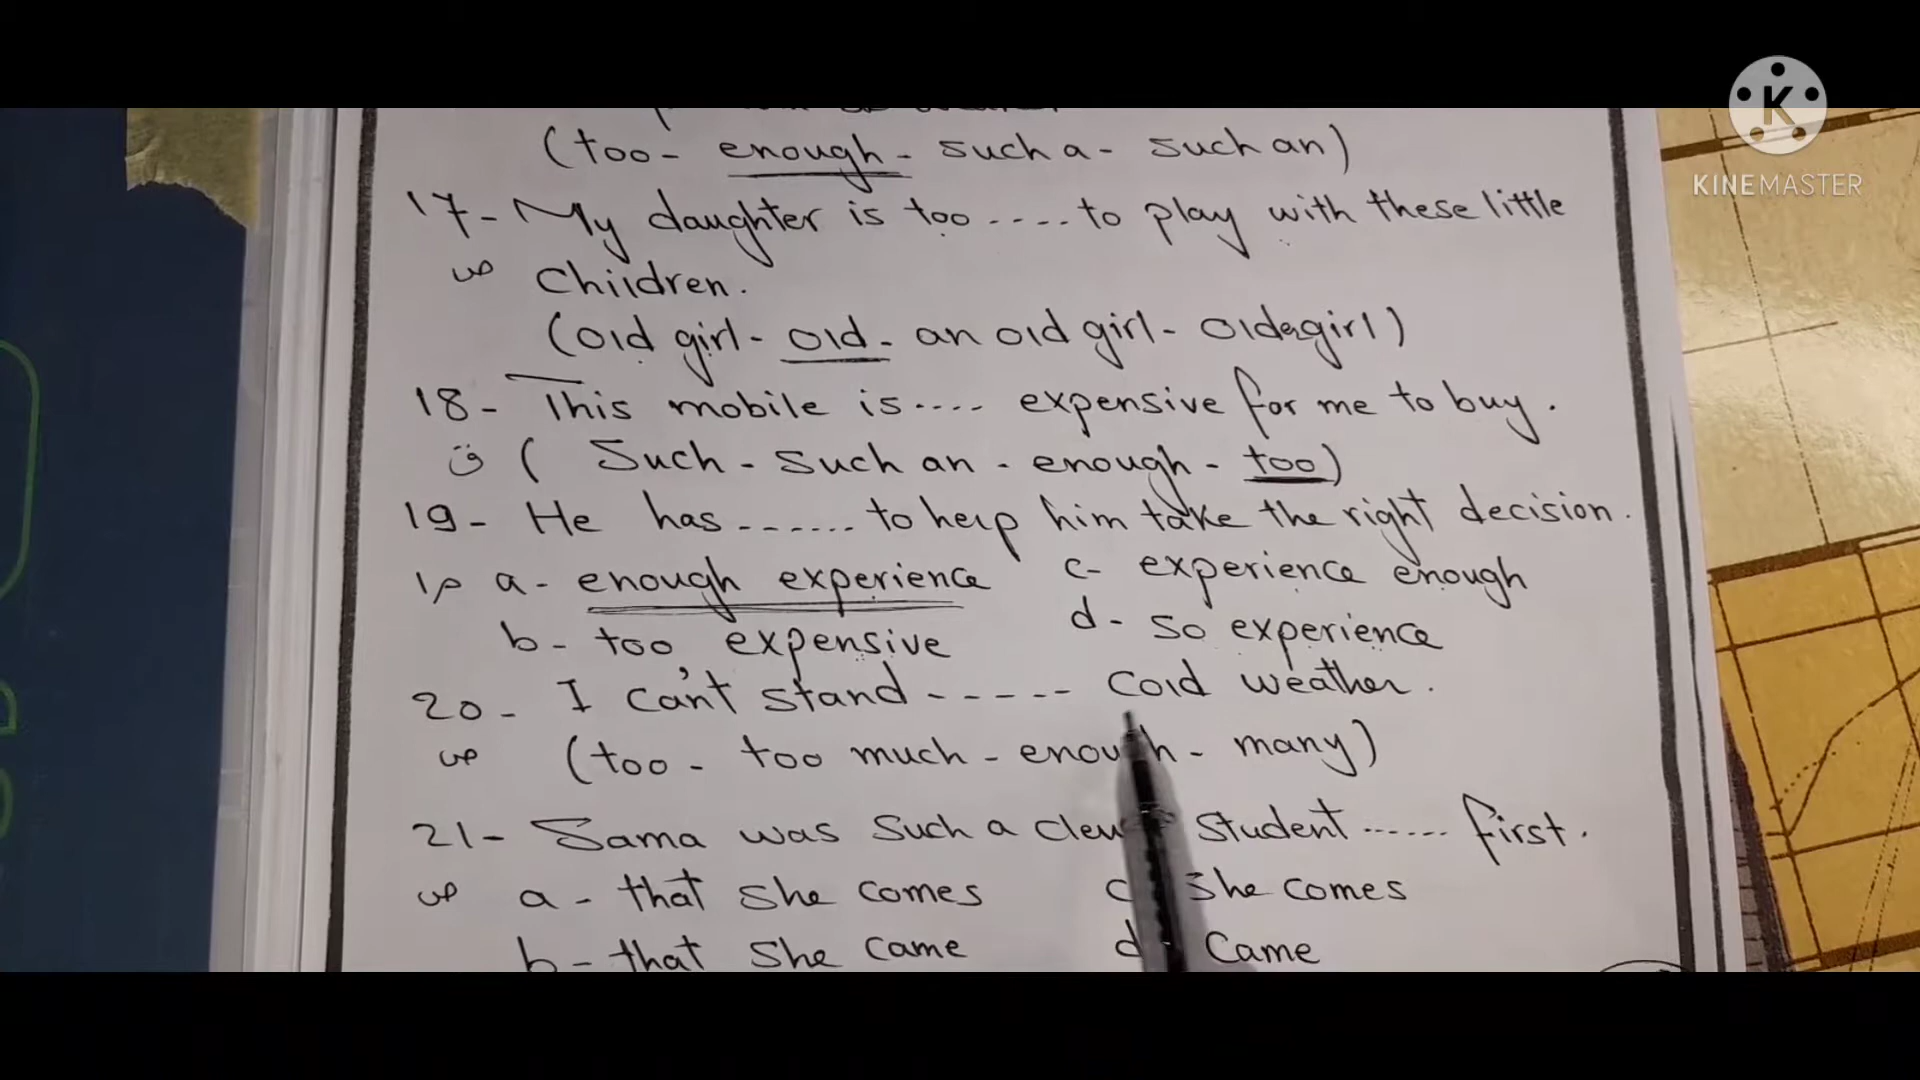 KINEMASTER
(too - enough - such a - such an)
17 - My daughter is too .... to play with these little
Children.
(old girl - old - an old girl - old a girl)
18 - This mobile is .... expensive for me to buy.
(Such - such an - enough - too)
19 - He has ...... to help him take the right decision.
a - enough experience c - experience enough
b - too expensive d - so experience
20 - I can't stand ----- cold weather.
(too - too much - enough - many)
21 - Sama was such a clever student ...... first.
a - that she comes c - she comes
b - that she came d - came